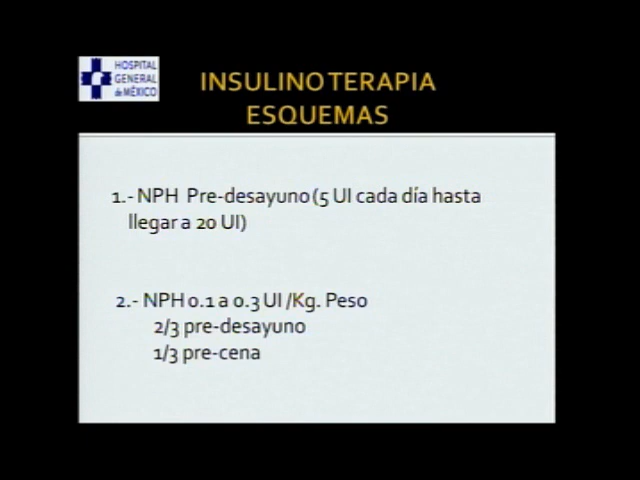 HOSPITAL
GENERAL
de MÉXICO
INSULINOTERAPIA
ESQUEMAS
1.- NPH Pre-desayuno (5 UI cada día hasta
llegar a 20 UI)
2.- NPH 0.1 a 0.3 UI /Kg. Peso
2/3 pre-desayuno
1/3 pre-cena